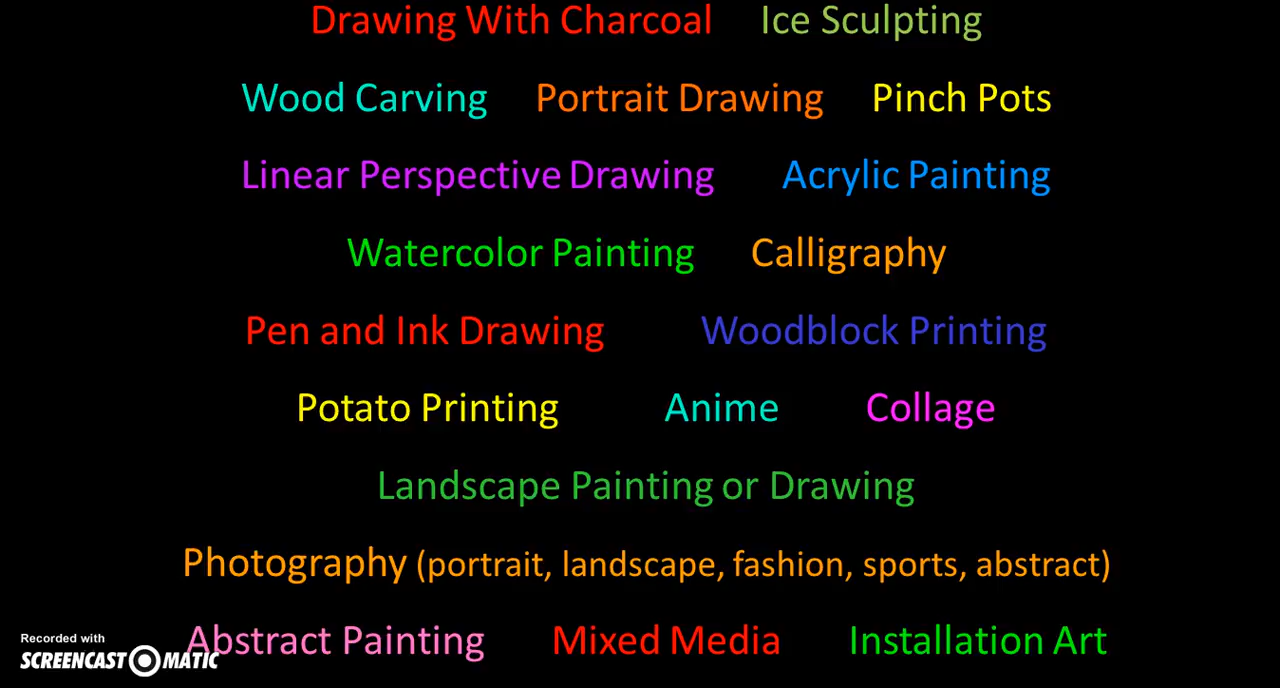 Drawing With Charcoal Ice Sculpting
Wood Carving Portrait Drawing Pinch Pots
Linear Perspective Drawing Acrylic Painting
Watercolor Painting Calligraphy
Pen and Ink Drawing Woodblock Printing
Potato Printing Anime Collage
Landscape Painting or Drawing
Photography (portrait, landscape, fashion, sports, abstract)
Abstract Painting Mixed Media Installation Art
Recorded with
SCREENCAST-O-MATIC